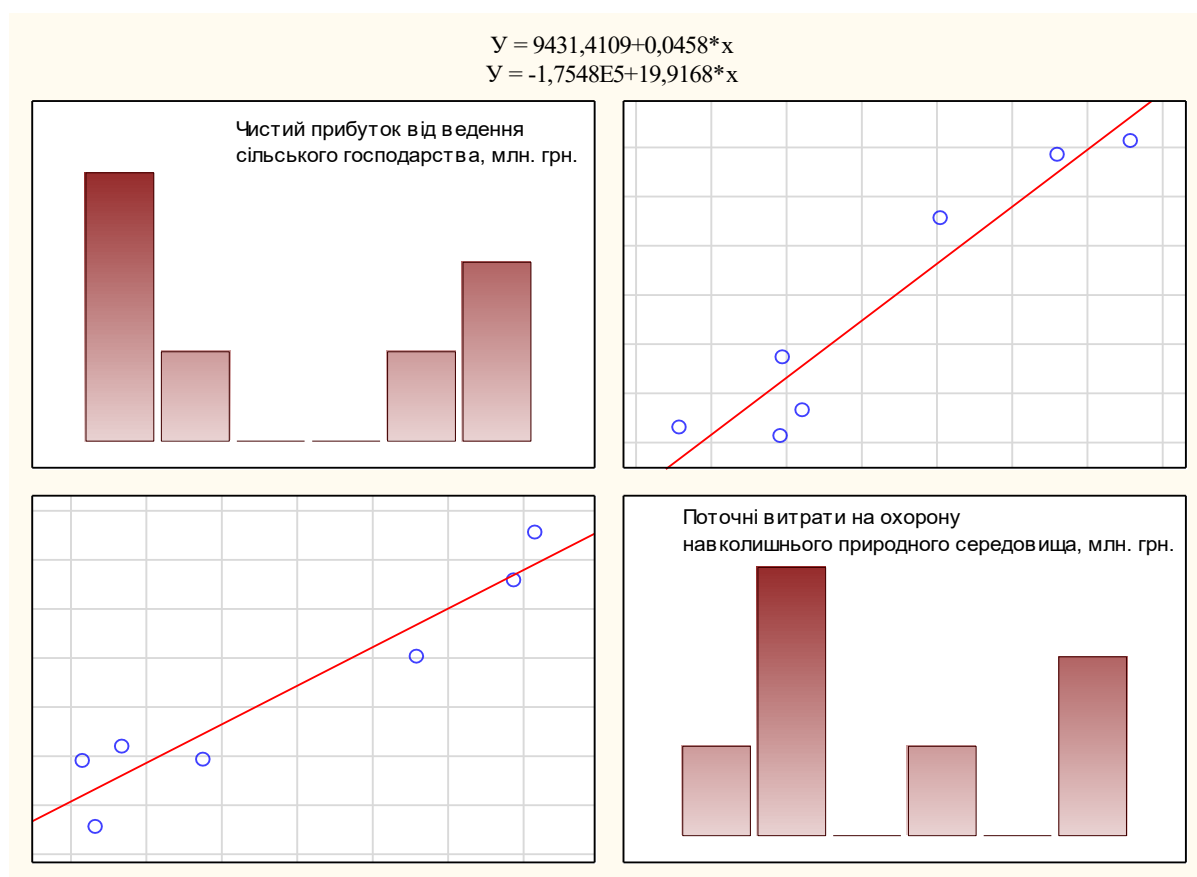 У = 9431,4109+0,0458*x
У = -1,7548E5+19,9168*x
Чистий прибуток від ведення
сільського господарства, млн. грн.
Поточні витрати на охорону
навколишнього природного середовища, млн. грн.